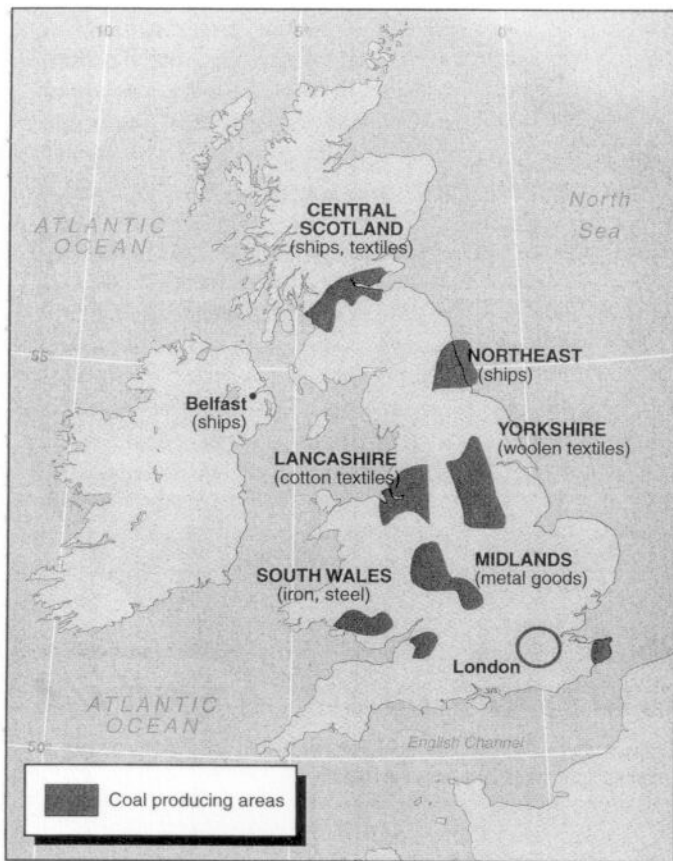 10
5°
0°
CENTRAL
SCOTLAND
(ships, textiles)
North
Sea
ATLANTIC
OCEAN
55
NORTHEAST
(ships)
Belfast
(ships)
YORKSHIRE
(woolen textiles)
LANCASHIRE
(cotton textiles)
SOUTH WALES
(iron, steel)
MIDLANDS
(metal goods)
London
ATLANTIC
OCEAN
50
English Channel
Coal producing areas